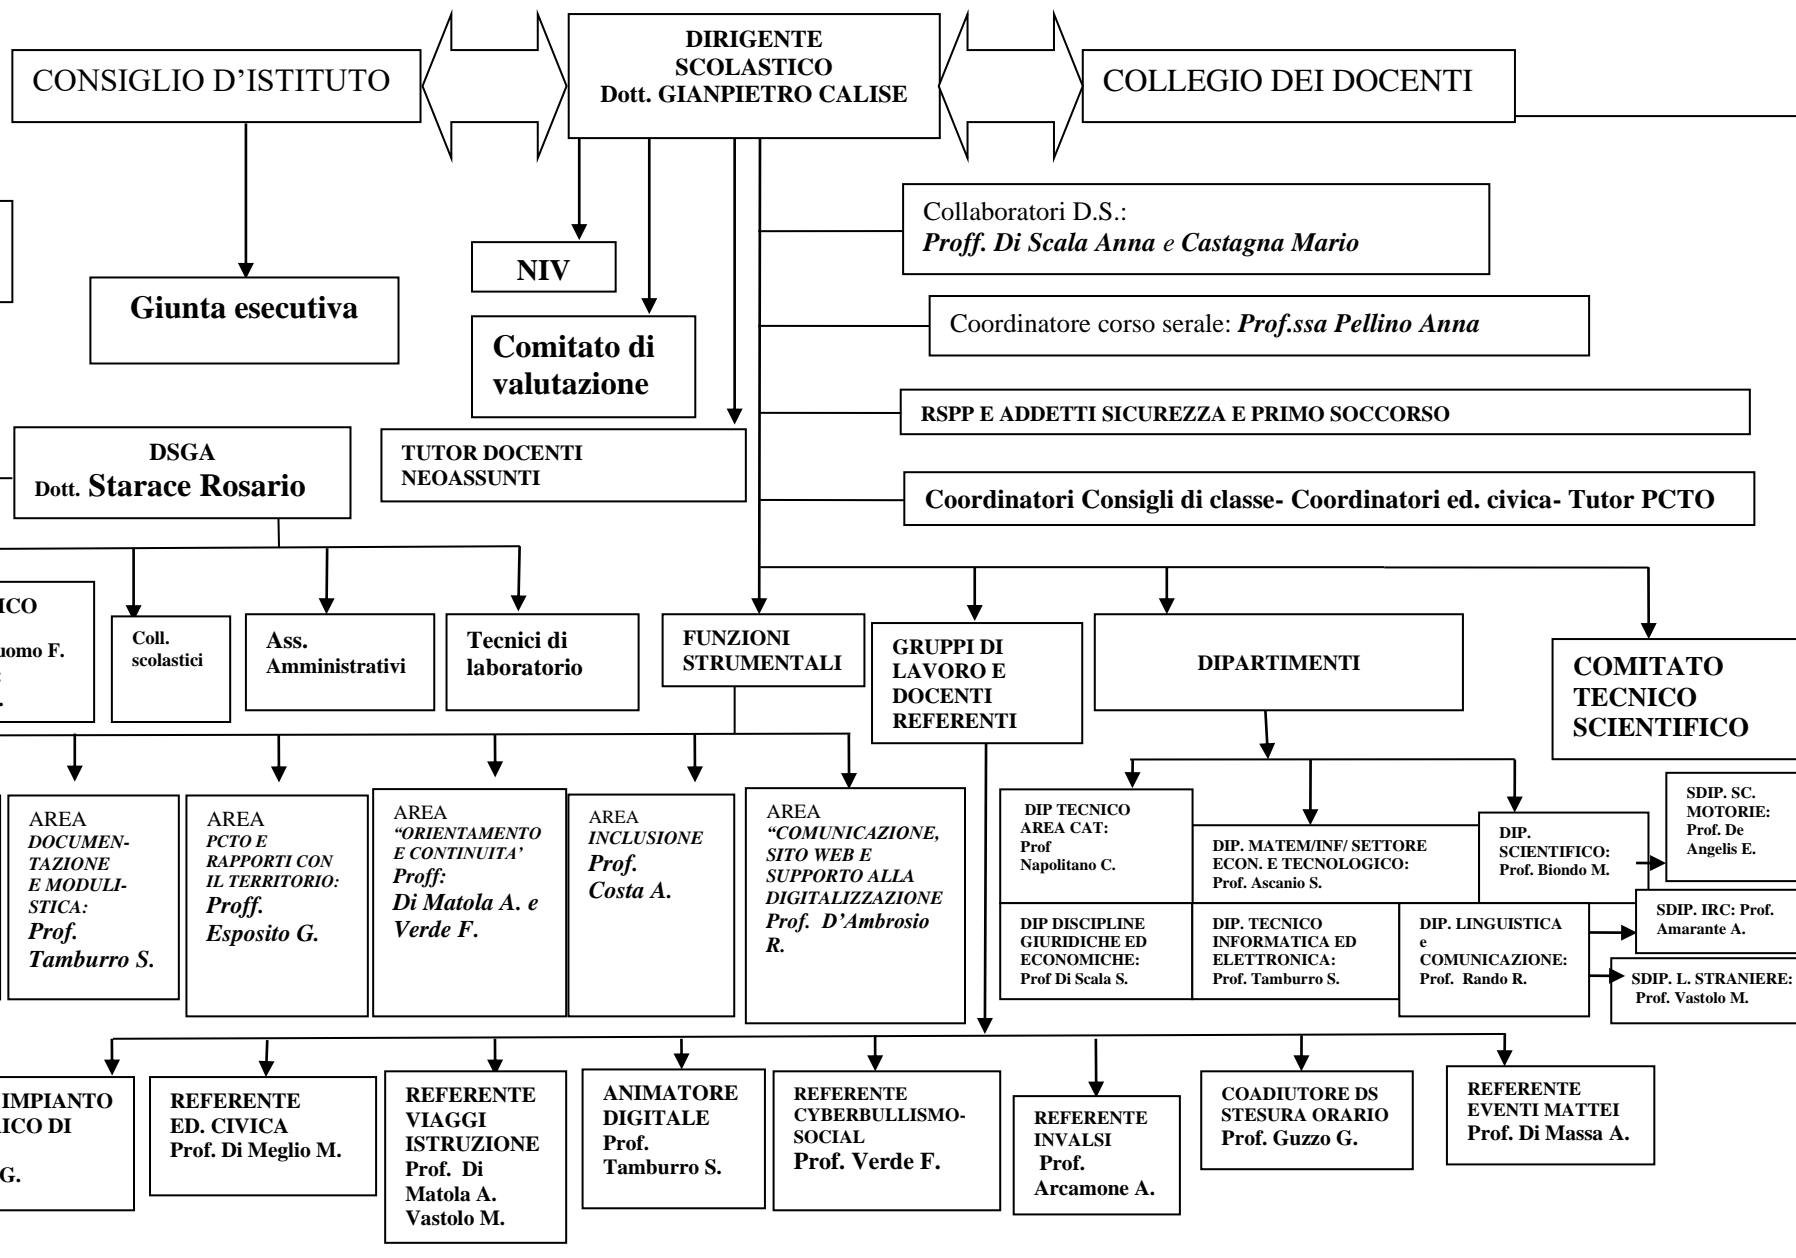 CONSIGLIO D’ISTITUTO
DIRIGENTE
SCOLASTICO
Dott. GIANPIETRO CALISE
COLLEGIO DEI DOCENTI
Collaboratori D.S.:
Proff. Di Scala Anna e Castagna Mario
NIV
Giunta esecutiva
Coordinatore corso serale: Prof.ssa Pellino Anna
Comitato di
valutazione
RSPP E ADDETTI SICUREZZA E PRIMO SOCCORSO
DSGA
Dott. Starace Rosario
TUTOR DOCENTI
NEOASSUNTI
Coordinatori Consigli di classe- Coordinatori ed. civica- Tutor PCTO
ICO
uomo F.
:
.
Coll.
scolastici
Ass.
Amministrativi
Tecnici di
laboratorio
FUNZIONI
STRUMENTALI
GRUPPI DI
LAVORO E
DOCENTI
REFERENTI
DIPARTIMENTI
COMITATO
TECNICO
SCIENTIFICO
AREA
DOCUMEN-
TAZIONE
E MODULI-
STICA:
Prof.
Tamburro S.
AREA
PCTO E
RAPPORTI CON
IL TERRITORIO:
Proff.
Esposito G.
AREA
“ORIENTAMENTO
E CONTINUITA’
Proff:
Di Matola A. e
Verde F.
AREA
INCLUSIONE
Prof.
Costa A.
AREA
“COMUNICAZIONE,
SITO WEB E
SUPPORTO ALLA
DIGITALIZZAZIONE
Prof. D’Ambrosio
R.
DIP TECNICO
AREA CAT:
Prof
Napolitano C.
DIP. MATEM/INF/ SETTORE
ECON. E TECNOLOGICO:
Prof. Ascanio S.
DIP.
SCIENTIFICO:
Prof. Biondo M.
SDIP. SC.
MOTORIE:
Prof. De
Angelis E.
DIP DISCIPLINE
GIURIDICHE ED
ECONOMICHE:
Prof Di Scala S.
DIP. TECNICO
INFORMATICA ED
ELETTRONICA:
Prof. Tamburro S.
DIP. LINGUISTICA
e
COMUNICAZIONE:
Prof. Rando R.
SDIP. IRC: Prof.
Amarante A.
SDIP. L. STRANIERE:
Prof. Vastolo M.
IMPIANTO
ICO DI
G.
REFERENTE
ED. CIVICA
Prof. Di Meglio M.
REFERENTE
VIAGGI
ISTRUZIONE
Prof. Di
Matola A.
Vastolo M.
ANIMATORE
DIGITALE
Prof.
Tamburro S.
REFERENTE
CYBERBULLISMO-
SOCIAL
Prof. Verde F.
REFERENTE
INVALSI
Prof.
Arcamone A.
COADIUTORE DS
STESURA ORARIO
Prof. Guzzo G.
REFERENTE
EVENTI MATTEI
Prof. Di Massa A.